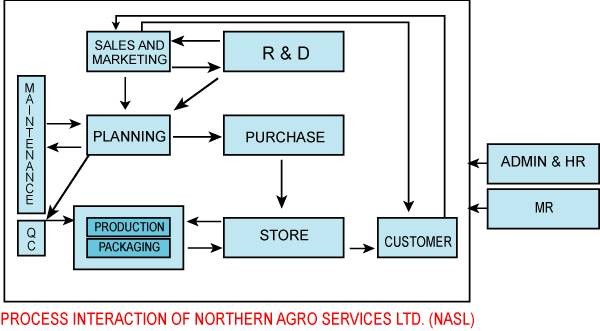 SALES AND
MARKETING
R & D
MAINTENANCE
PLANNING
PURCHASE
ADMIN & HR
MR
QC
PRODUCTION
PACKAGING
STORE
CUSTOMER
PROCESS INTERACTION OF NORTHERN AGRO SERVICES LTD. (NASL)